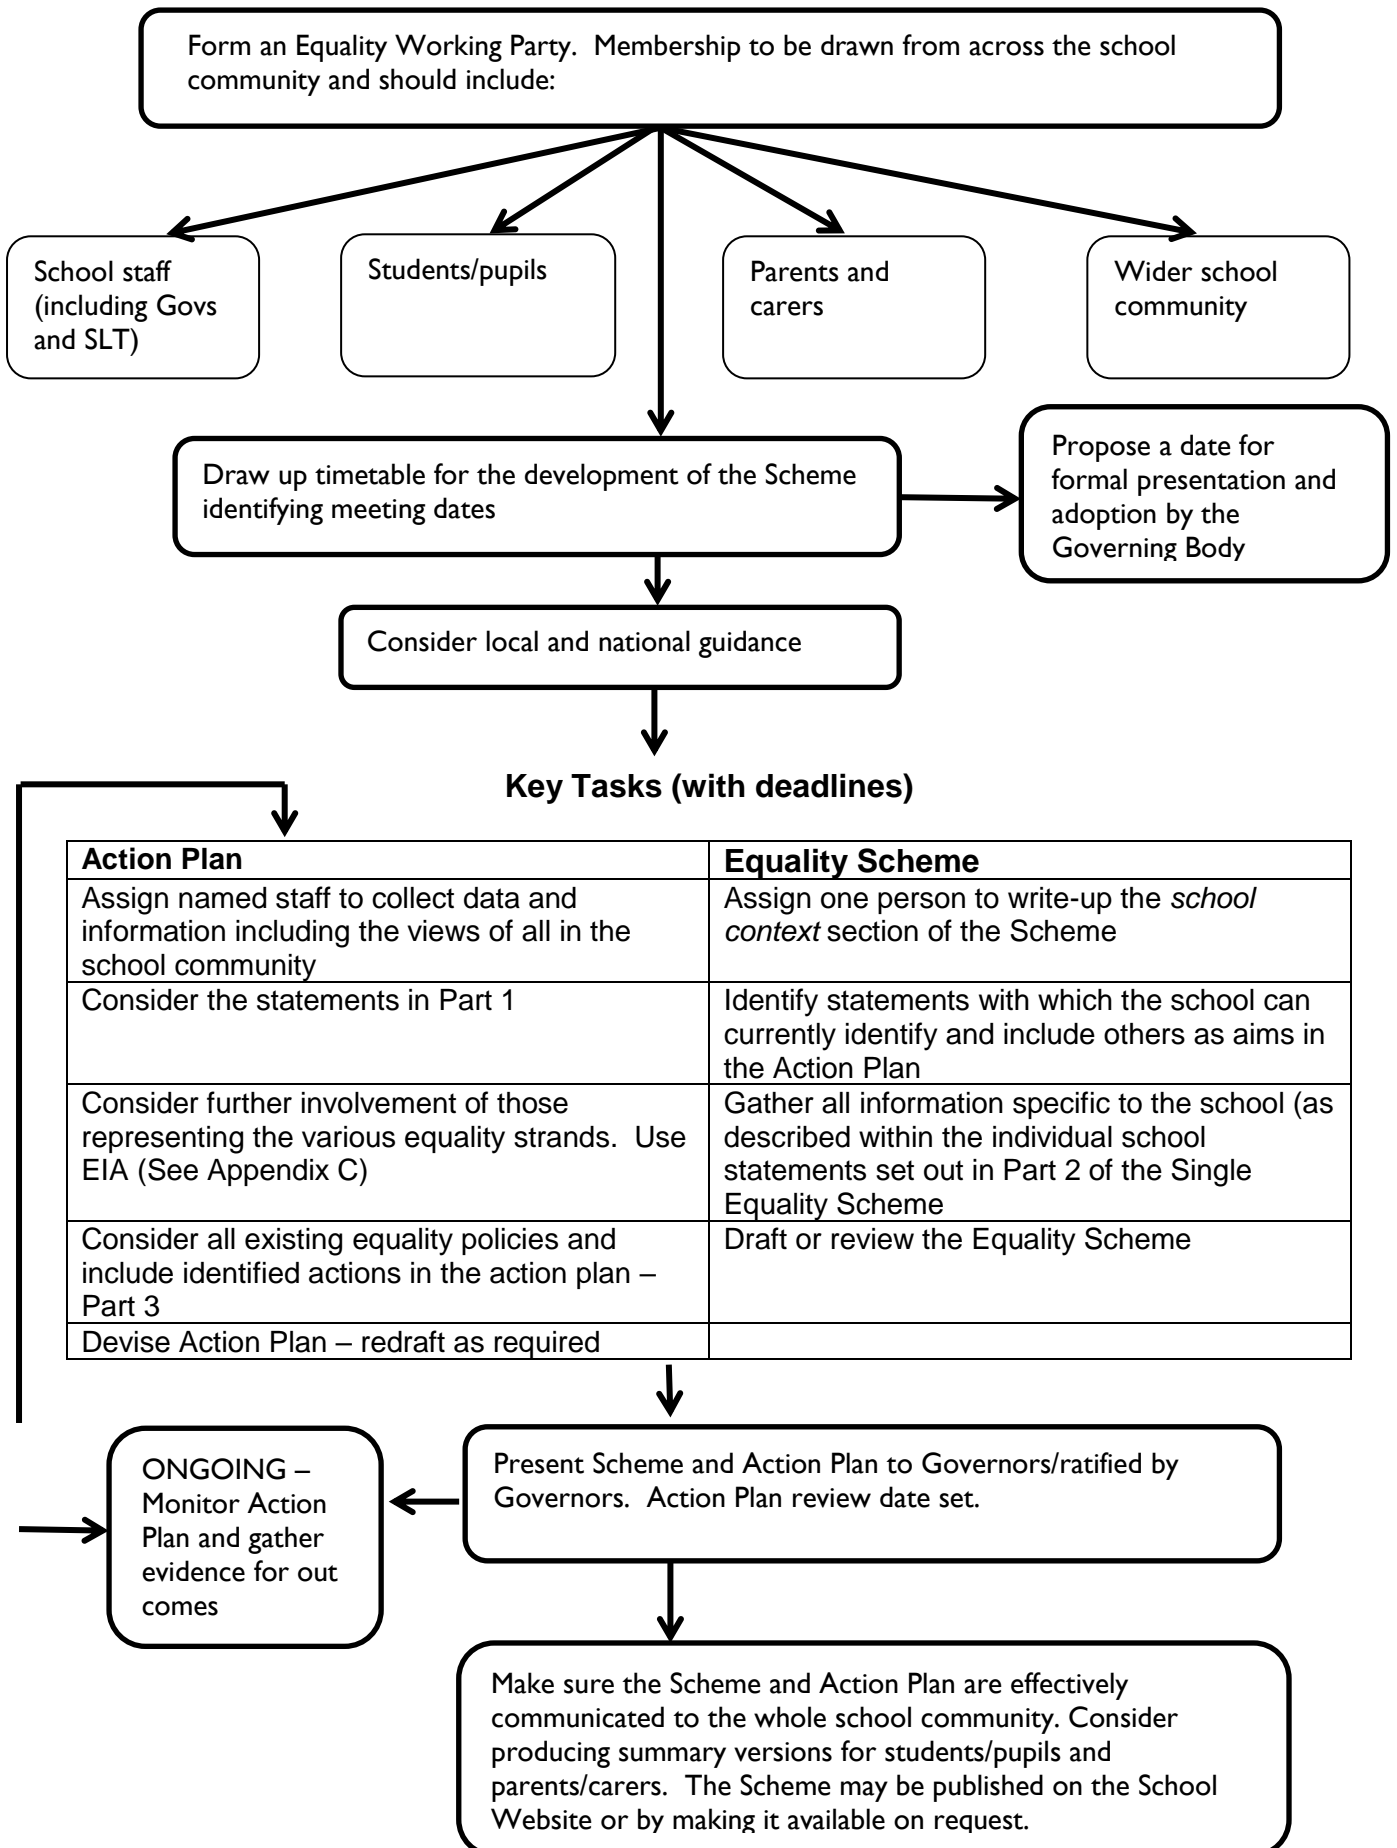 Form an Equality Working Party.  Membership to be drawn from across the school
community and should include:
School staff
(including Govs
and SLT)
Students/pupils
Parents and
carers
Wider school
community
Draw up timetable for the development of the Scheme
identifying meeting dates
Propose a date for
formal presentation and
adoption by the
Governing Body
Consider local and national guidance
Key Tasks (with deadlines)
Action Plan
Equality Scheme
Assign named staff to collect data and
information including the views of all in the
school community
Assign one person to write-up the school
context section of the Scheme
Consider the statements in Part 1
Identify statements with which the school can
currently identify and include others as aims in
the Action Plan
Consider further involvement of those
representing the various equality strands.  Use
EIA (See Appendix C)
Gather all information specific to the school (as
described within the individual school
statements set out in Part 2 of the Single
Equality Scheme
Consider all existing equality policies and
include identified actions in the action plan –
Part 3
Draft or review the Equality Scheme
Devise Action Plan – redraft as required
ONGOING –
Monitor Action
Plan and gather
evidence for out
comes
Present Scheme and Action Plan to Governors/ratified by
Governors.  Action Plan review date set.
Make sure the Scheme and Action Plan are effectively
communicated to the whole school community. Consider
producing summary versions for students/pupils and
parents/carers.  The Scheme may be published on the School
Website or by making it available on request.